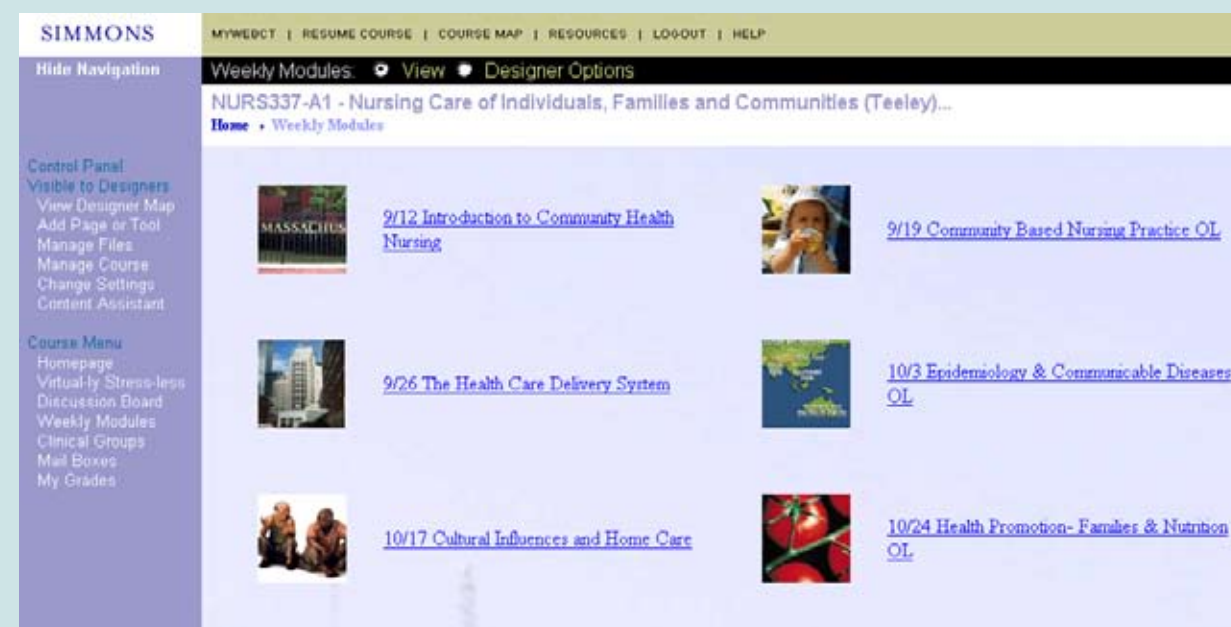 SIMMONS
MYWEBCT | RESUME COURSE | COURSE MAP | RESOURCES | LOGOUT | HELP
Hide Navigation
Weekly Modules: View Designer Options
NURS337-A1 - Nursing Care of Individuals, Families and Communities (Teeley)...
Home • Weekly Modules
Control Panel
Visible to Designers
View Designer Map
Add Page or Tool
Manage Files
Manage Course
Change Settings
Content Assistant
Course Menu
Homepage
Virtual-ly Stress-less
Discussion Board
Weekly Modules
Clinical Groups
Mail Boxes
My Grades
MASSACHUS
9/12 Introduction to Community Health
Nursing
9/19 Community Based Nursing Practice OL
9/26 The Health Care Delivery System
10/3 Epidemiology & Communicable Diseases
OL
10/17 Cultural Influences and Home Care
10/24 Health Promotion- Families & Nutrition
OL